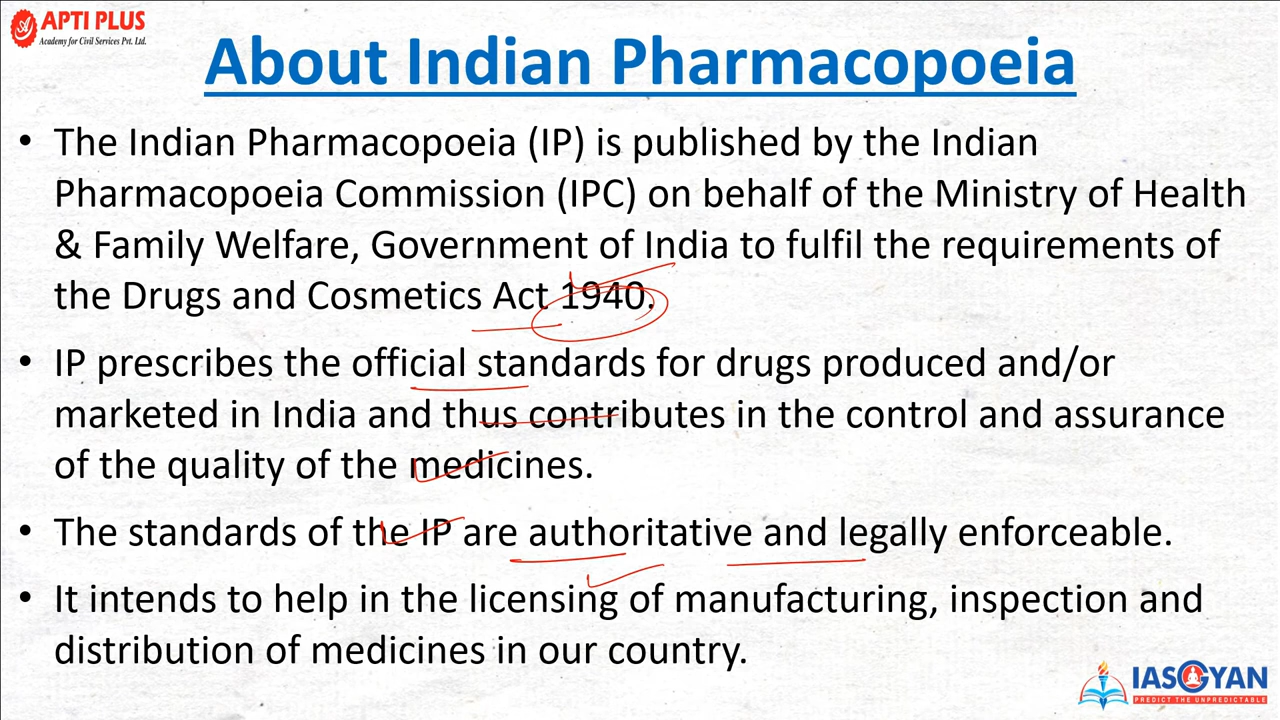 APTI PLUS
Academy for Civil Services Pvt. Ltd.
About Indian Pharmacopoeia
• The Indian Pharmacopoeia (IP) is published by the Indian
Pharmacopoeia Commission (IPC) on behalf of the Ministry of Health
& Family Welfare, Government of India to fulfil the requirements of
the Drugs and Cosmetics Act 1940.
• IP prescribes the official standards for drugs produced and/or
marketed in India and thus contributes in the control and assurance
of the quality of the medicines.
• The standards of the IP are authoritative and legally enforceable.
• It intends to help in the licensing of manufacturing, inspection and
distribution of medicines in our country.
IASGYAN
PREDICT THE UNPREDICTABLE